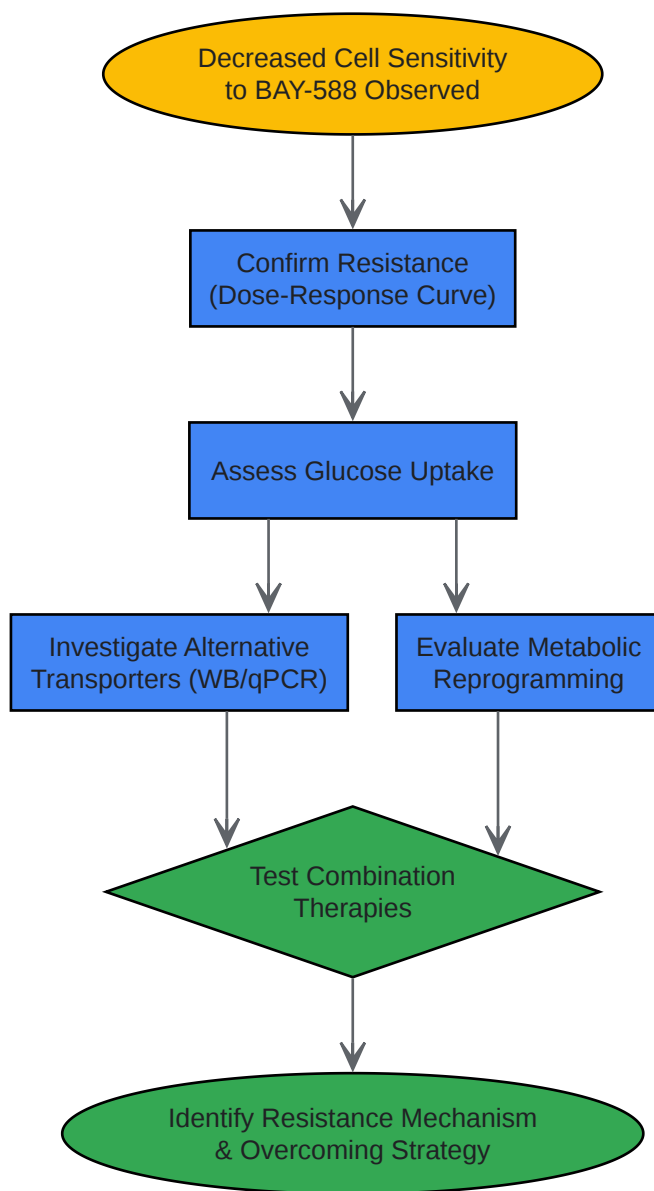 Decreased Cell Sensitivity
to BAY-588 Observed
Confirm Resistance
(Dose-Response Curve)
Assess Glucose Uptake
Investigate Alternative
Transporters (WB/qPCR)
Evaluate Metabolic
Reprogramming
Test Combination
Therapies
Identify Resistance Mechanism
& Overcoming Strategy